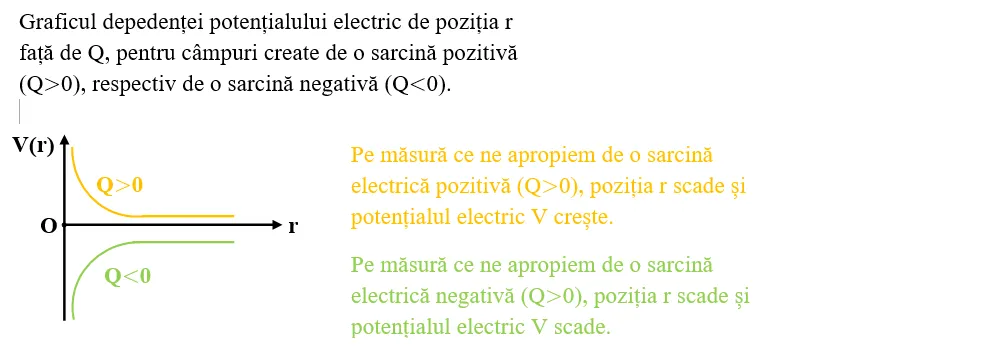 Graficul depedenței potențialului electric de poziția r
față de Q, pentru câmpuri create de o sarcină pozitivă
(Q>0), respectiv de o sarcină negativă (Q<0).
V(r)
Q>0
O
r
Q<0
Pe măsură ce ne apropiem de o sarcină
electrică pozitivă (Q>0), poziția r scade și
potențialul electric V crește.
Pe măsură ce ne apropiem de o sarcină
electrică negativă (Q>0), poziția r scade și
potențialul electric V scade.